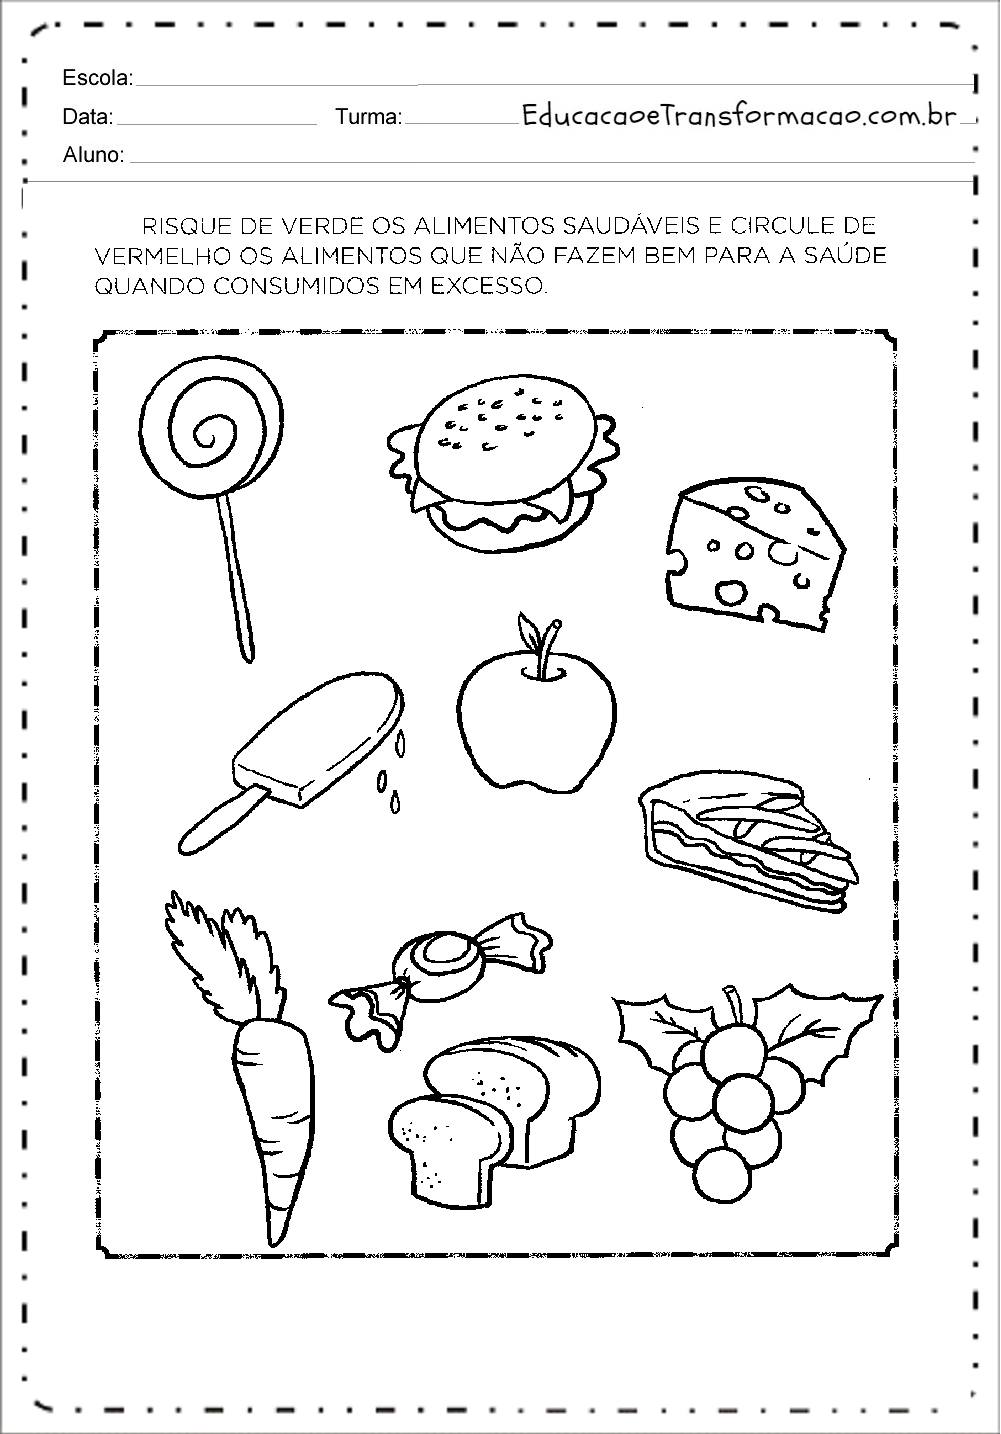 Escola:
Data: Turma: EducacaoeTransformacao.com.br
Aluno:
RISQUE DE VERDE OS ALIMENTOS SAUDÁVEIS E CIRCULE DE
VERMELHO OS ALIMENTOS QUE NÃO FAZEM BEM PARA A SAÚDE
QUANDO CONSUMIDOS EM EXCESSO.